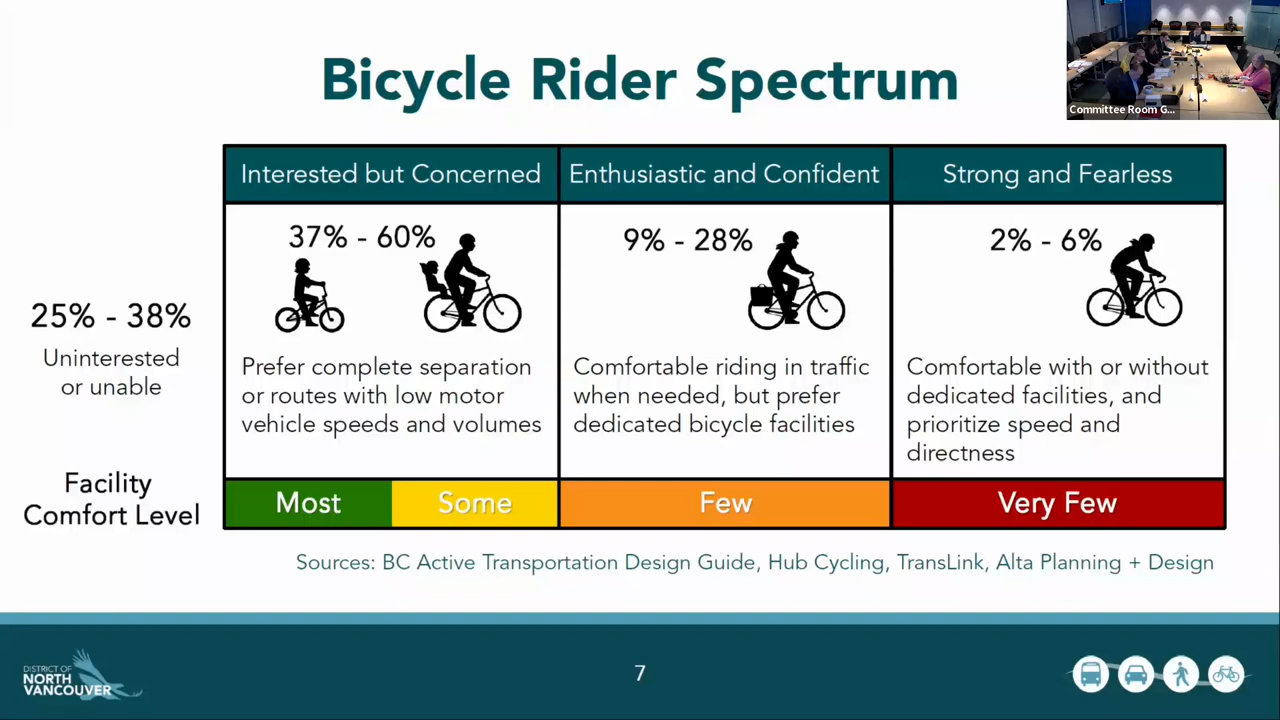 Bicycle Rider Spectrum
Committee Room G...
Interested but Concerned
Enthusiastic and Confident
Strong and Fearless
37% - 60%
9% - 28%
2% - 6%
25% - 38%
Uninterested
or unable
Prefer complete separation
or routes with low motor
vehicle speeds and volumes
Comfortable riding in traffic
when needed, but prefer
dedicated bicycle facilities
Comfortable with or without
dedicated facilities, and
prioritize speed and
directness
Facility
Comfort Level
Most
Some
Few
Very Few
Sources: BC Active Transportation Design Guide, Hub Cycling, TransLink, Alta Planning + Design
DISTRICT OF
NORTH
VANCOUVER
7